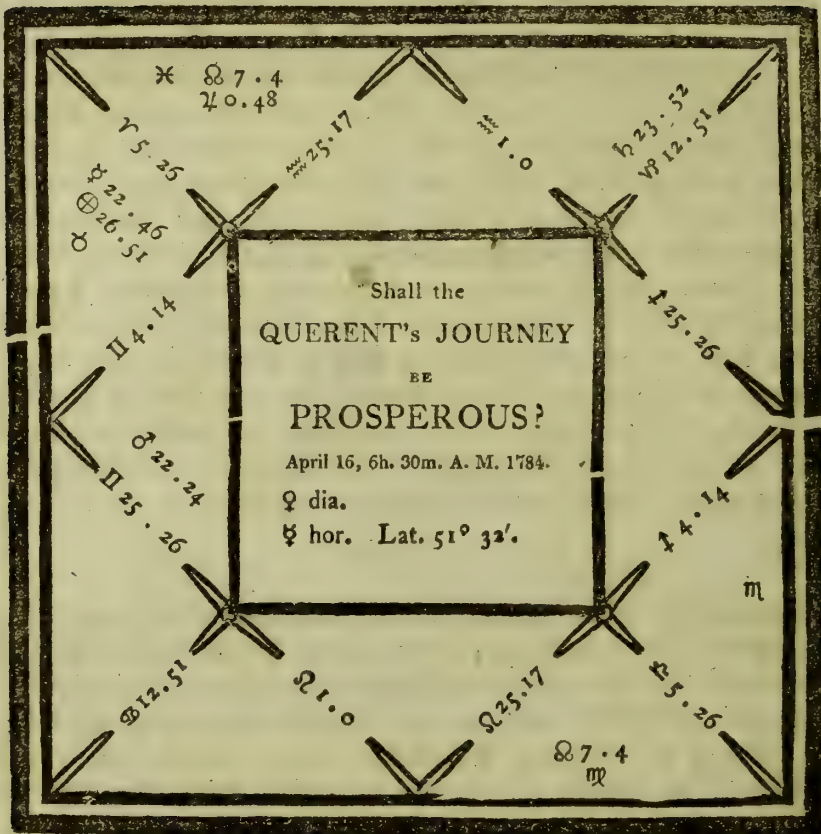 ♓ ☊ 7 . 4
♃ 0 . 48
♈ 5 . 26
♒ 25 . 17
♒ 1 . 0
♄ 23 . 52
♑ 12 . 51
☿ 22 . 46
⊗ 26 . 51
♉
♊ 4 . 14
♐ 25 . 26
Shall the
QUERENT's JOURNEY
BE
PROSPEROUS?
April 16, 6h. 30m. A. M. 1784.
♀ dia.
☿ hor. Lat. 51° 32′.
♂ 22 . 24
♊ 25 . 26
♐ 4 . 14
♏
♋ 12 . 51
♌ 1 . 0
♌ 25 . 17
♎ 5 . 26
☊ 7 . 4
♍